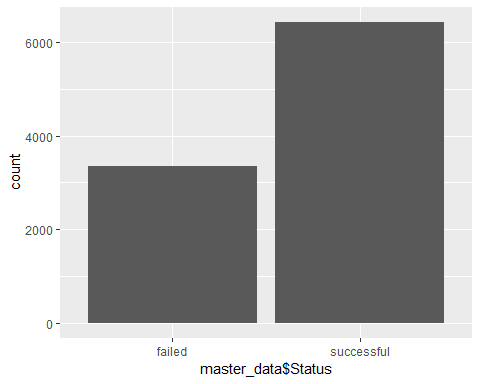 6000
4000
2000
0
count
failed
successful
master_data$Status